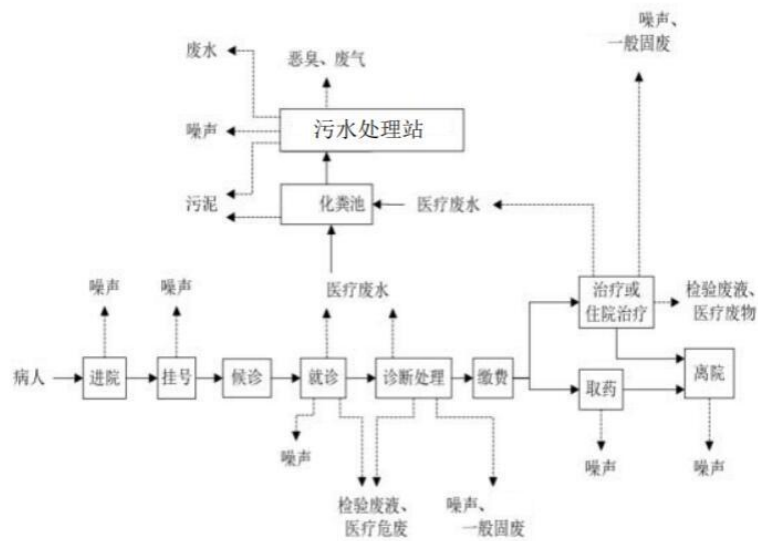 噪声、
一般固废
废水
恶臭、废气
污水处理站
噪声
污泥
化粪池
医疗废水
噪声
噪声
医疗废水
治疗或
住院治疗
检验废液、
医疗废物
病人
进院
挂号
候诊
就诊
诊断处理
缴费
取药
离院
噪声
噪声
噪声
检验废液、
医疗危废
噪声、
一般固废